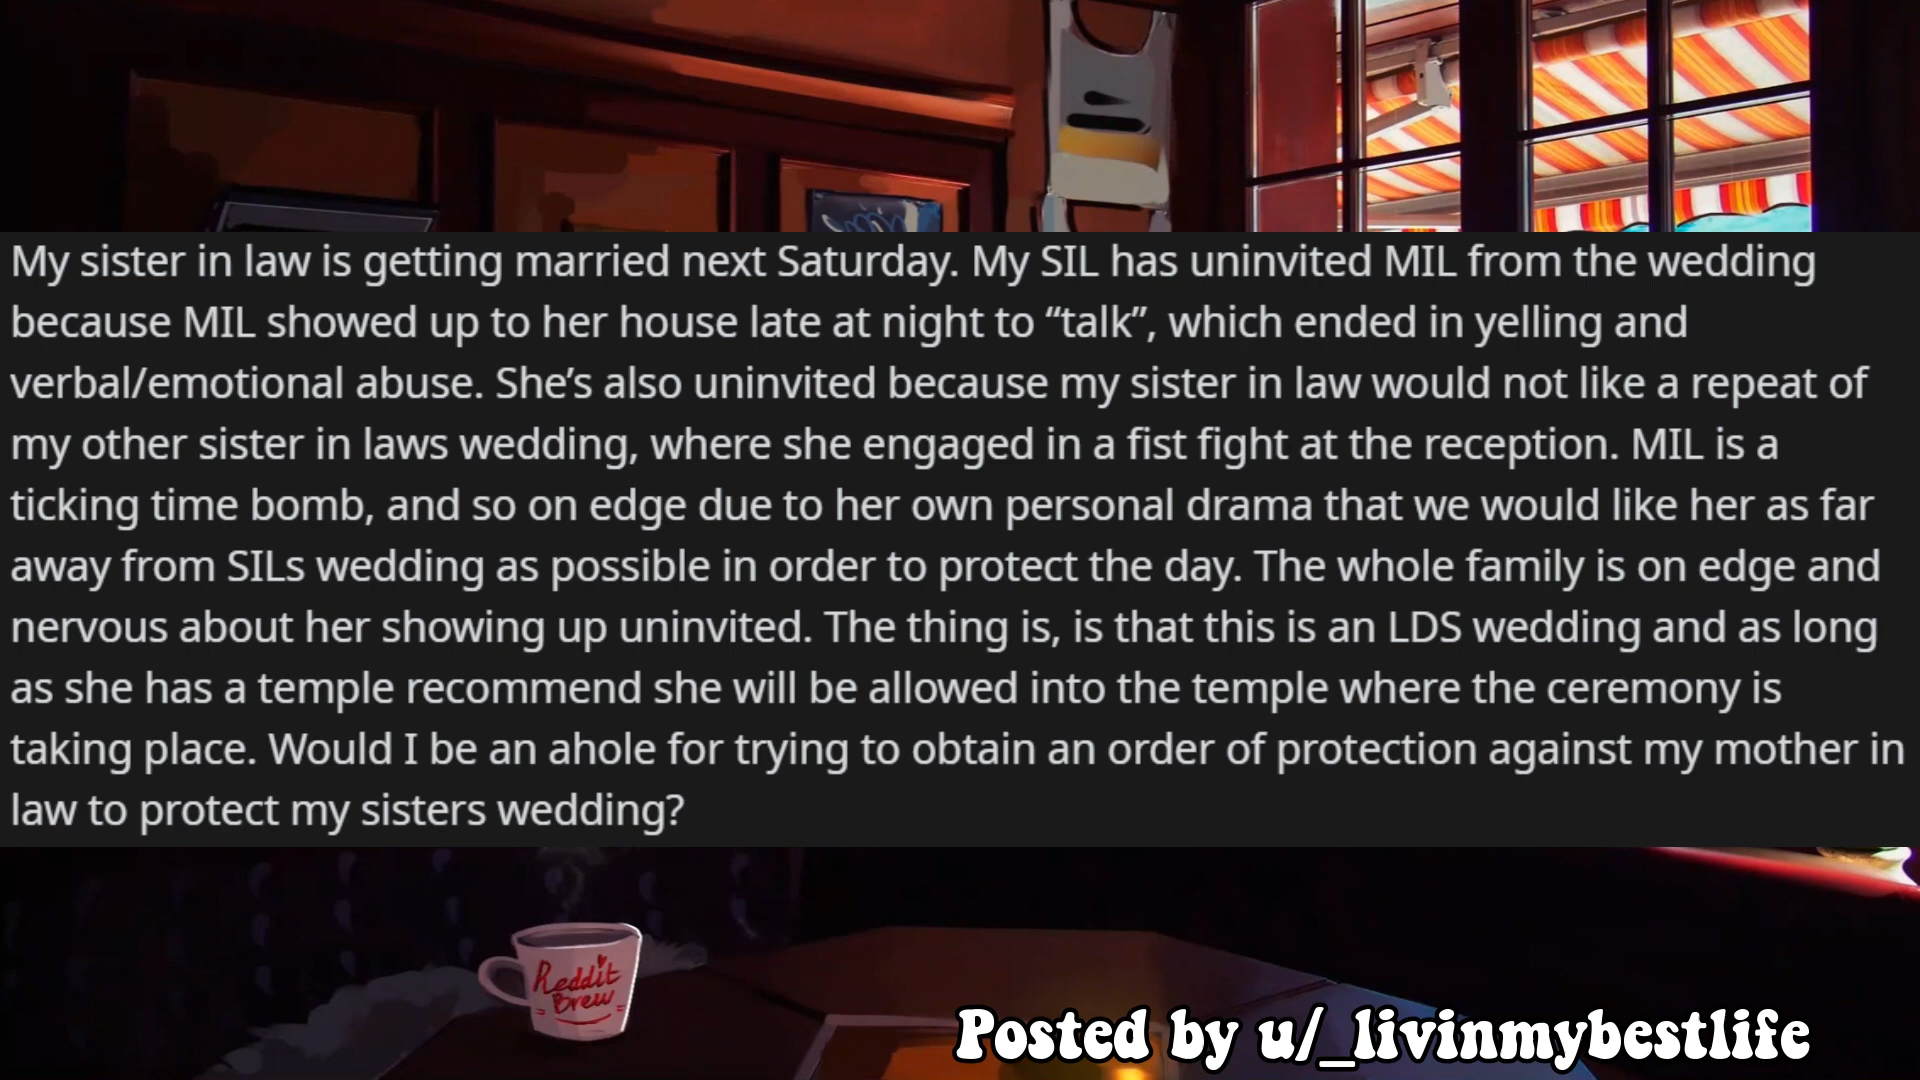 My sister in law is getting married next Saturday. My SIL has uninvited MIL from the wedding
because MIL showed up to her house late at night to “talk”, which ended in yelling and
verbal/emotional abuse. She’s also uninvited because my sister in law would not like a repeat of
my other sister in laws wedding, where she engaged in a fist fight at the reception. MIL is a
ticking time bomb, and so on edge due to her own personal drama that we would like her as far
away from SILs wedding as possible in order to protect the day. The whole family is on edge and
nervous about her showing up uninvited. The thing is, is that this is an LDS wedding and as long
as she has a temple recommend she will be allowed into the temple where the ceremony is
taking place. Would I be an ahole for trying to obtain an order of protection against my mother in
law to protect my sisters wedding?
Reddit
Brew
Posted by u/_livinmybestlife